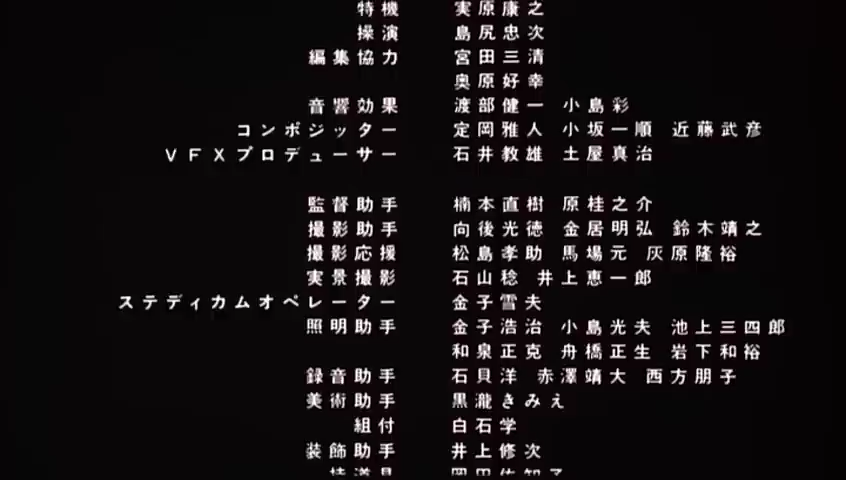 特機 実原康之
操演 島尻忠次
編集協力 宮田三清
奥原好幸
音響効果 渡部健一 小島彩
コンポジッター 定岡雅人 小坂一順 近藤武彦
VFXプロデューサー 石井教雄 土屋真治
監督助手 楠本直樹 原桂之介
撮影助手 向後光徳 金居明弘 鈴木靖之
撮影応援 松島孝助 馬場元 灰原隆裕
実景撮影 石山稔 井上恵一郎
ステディカムオペレーター 金子雪夫
照明助手 金子浩治 小島光夫 池上三四郎
和泉正克 舟橋正生 岩下和裕
録音助手 石貝洋 赤澤靖大 西方朋子
美術助手 黒瀧きみえ
組付 白石学
装飾助手 井上修次
持道具 岡田佐知子